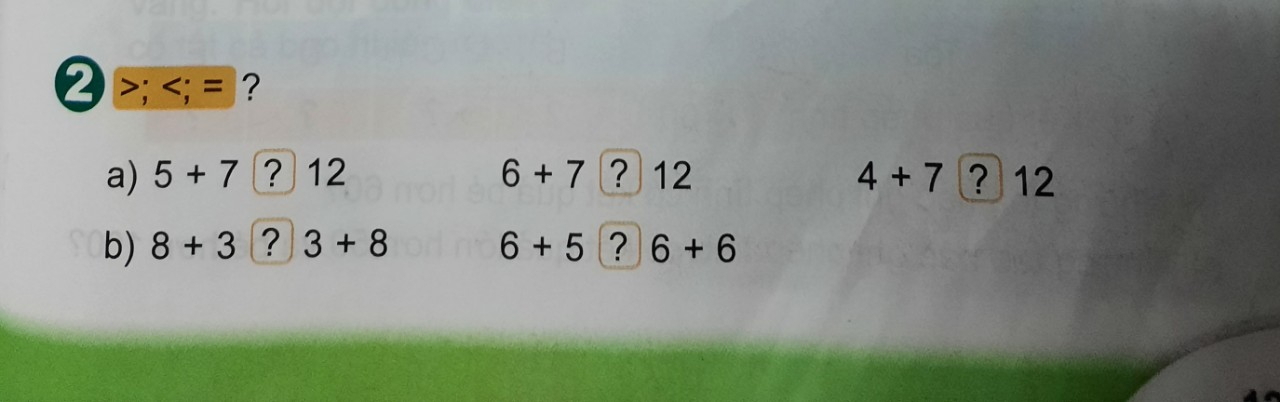 2 >; <; = ?
a) 5 + 7 ? 12 6 + 7 ? 12 4 + 7 ? 12
b) 8 + 3 ? 3 + 8 6 + 5 ? 6 + 6